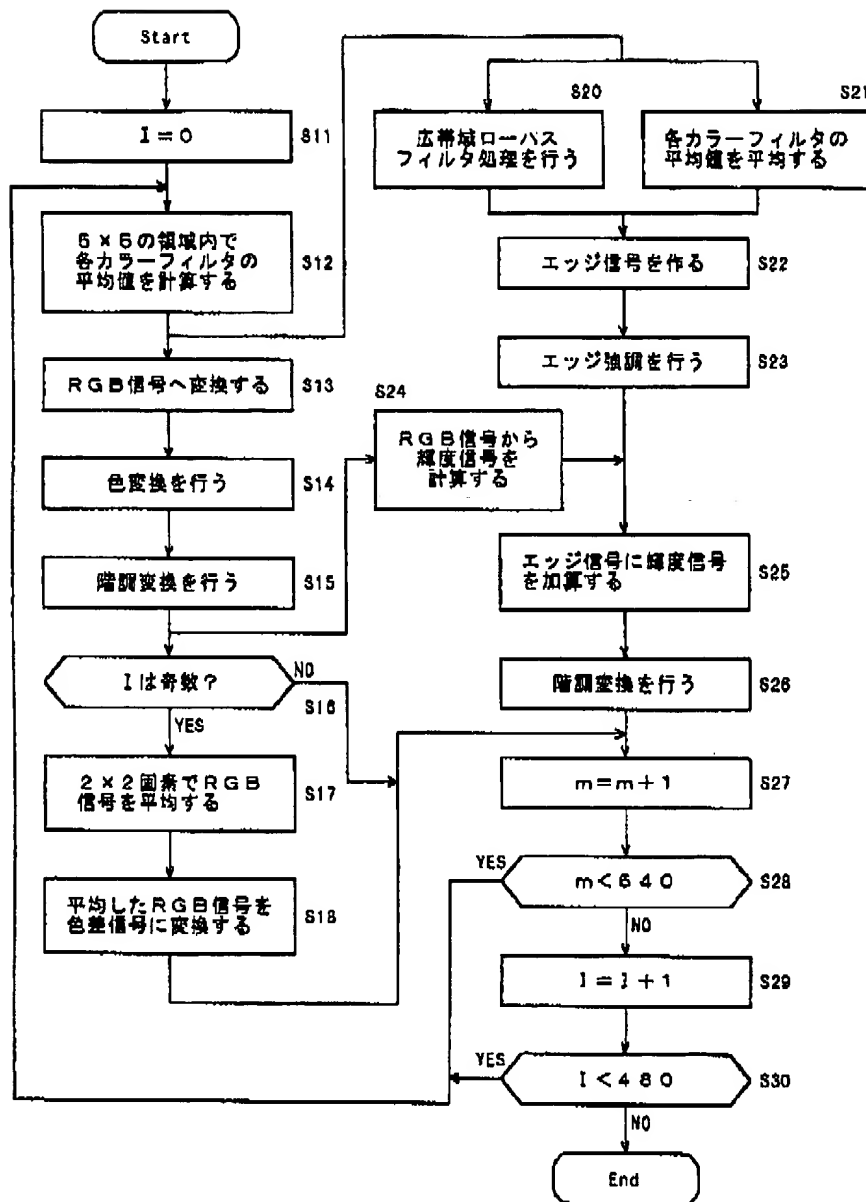 Start
I=0
S11
5×5の領域内で
各カラーフィルタの
平均値を計算する
S12
RGB信号へ変換する
S13
色変換を行う
S14
階調変換を行う
S15
Iは奇数?
NO
S16
YES
2×2画素でRGB
信号を平均する
S17
平均したRGB信号を
色差信号に変換する
S18
S20
広帯域ローパス
フィルタ処理を行う
S21
各カラーフィルタの
平均値を平均する
エッジ信号を作る
S22
エッジ強調を行う
S23
S24
RGB信号から
輝度信号を
計算する
エッジ信号に輝度信号
を加算する
S25
階調変換を行う
S26
m=m+1
S27
YES
m<640
S28
NO
I=I+1
S29
YES
I<480
S30
NO
End